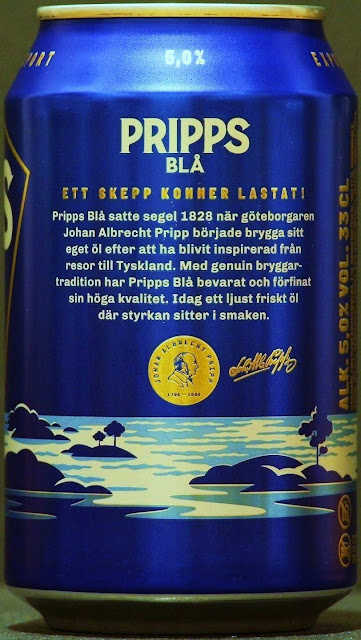 PORT
5,0%
EXPO
PRIPPS
BLÅ
ETT SKEPP KOMMER LASTAT!
Pripps Blå satte segel 1828 när göteborgaren
Johan Albrecht Pripp började brygga sitt
eget öl efter att ha blivit inspirerad från
resor till Tyskland. Med genuin bryggar-
tradition har Pripps Blå bevarat och förfinat
sin höga kvalitet. Idag ett ljust friskt öl
där styrkan sitter i smaken.
JOHAN ALBRECHT PRIPP
ALK. 5,0% VOL. 33 CL